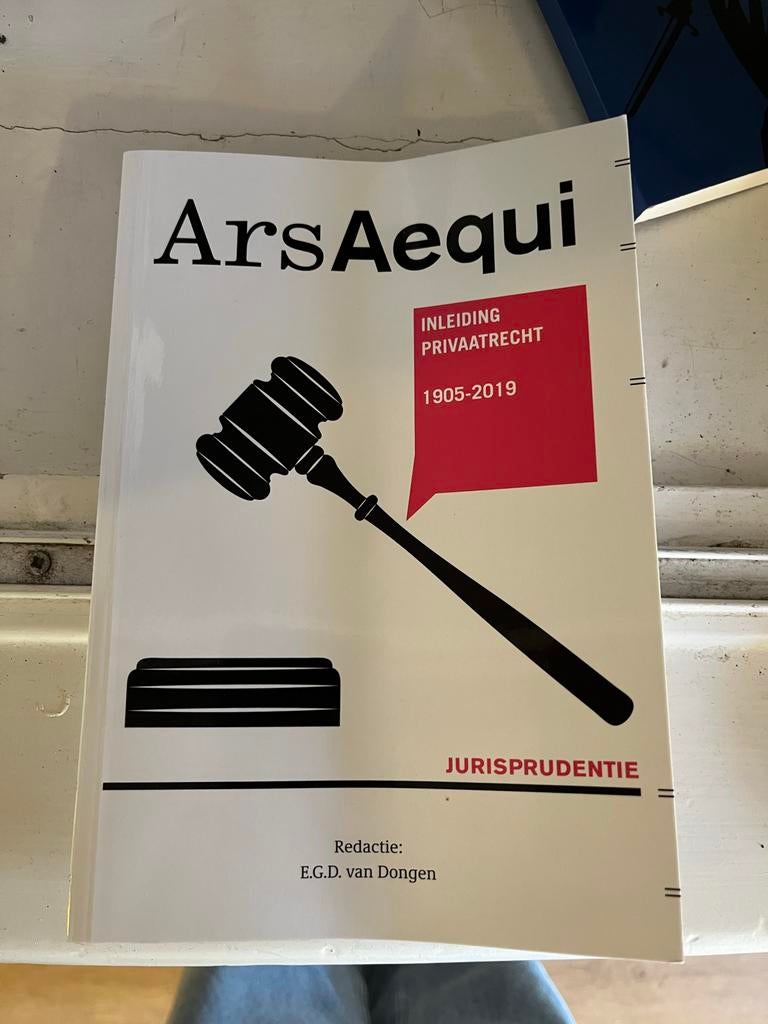 ArsAequi
INLEIDING
PRIVAATRECHT
1905-2019
JURISPRUDENTIE
Redactie:
E.G.D. van Dongen